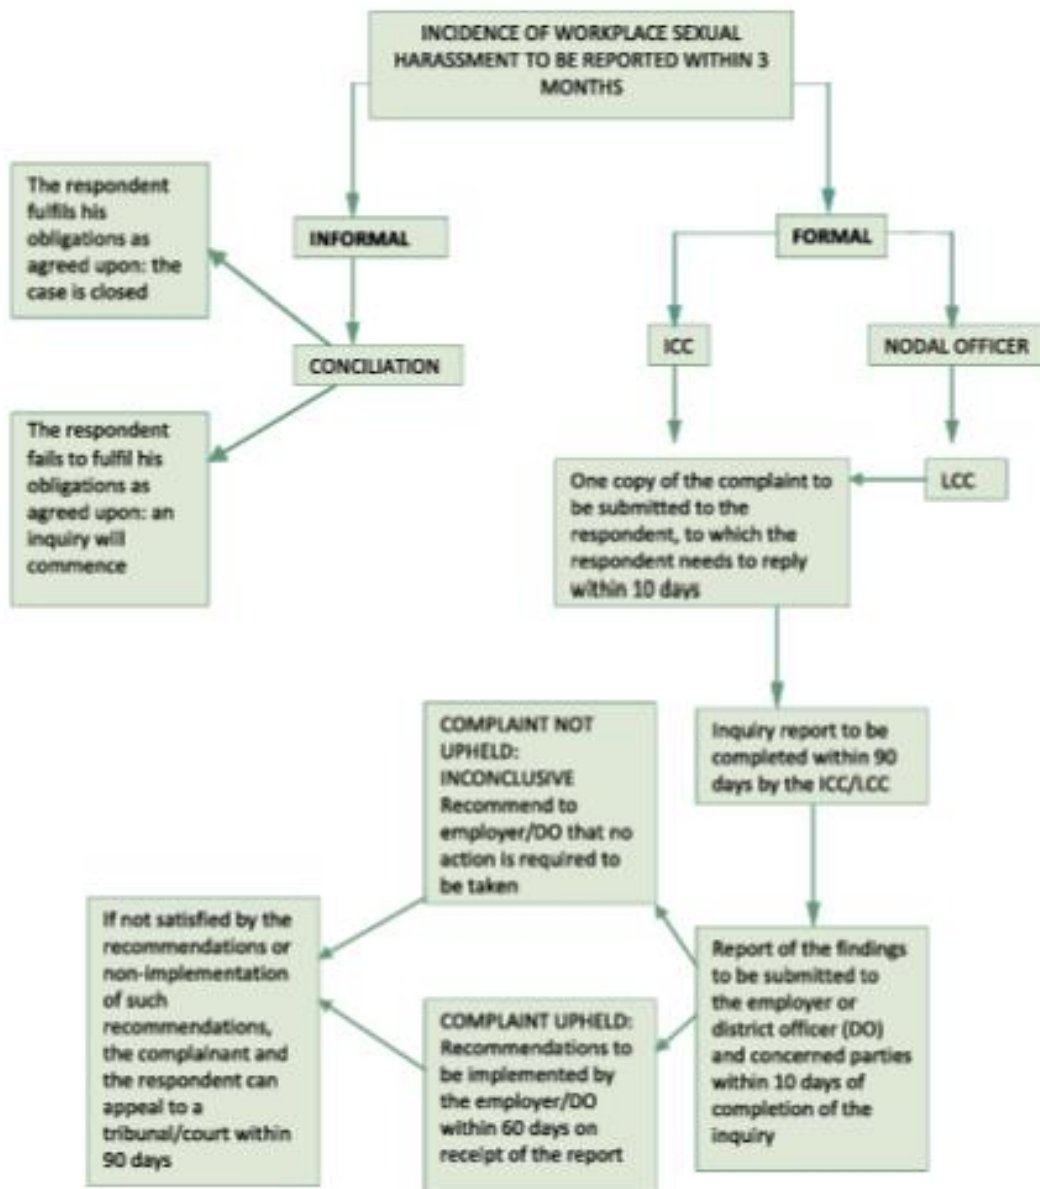 INCIDENCE OF WORKPLACE SEXUAL
HARASSMENT TO BE REPORTED WITHIN 3
MONTHS
The respondent
fulfils his
obligations as
agreed upon: the
case is closed
INFORMAL
FORMAL
CONCILIATION
ICC
NODAL OFFICER
The respondent
fails to fulfil his
obligations as
agreed upon: an
inquiry will
commence
One copy of the complaint to
be submitted to the
respondent, to which the
respondent needs to reply
within 10 days
LCC
Inquiry report to be
completed within 90
days by the ICC/LCC
COMPLAINT NOT
UPHELD:
INCONCLUSIVE
Recommend to
employer/DO that no
action is required to
be taken
Report of the findings
to be submitted to
the employer or
district officer (DO)
and concerned parties
within 10 days of
completion of the
inquiry
COMPLAINT UPHELD:
Recommendations to
be implemented by
the employer/DO
within 60 days on
receipt of the report
If not satisfied by the
recommendations or
non-implementation
of such
recommendations,
the complainant and
the respondent can
appeal to a
tribunal/court within
90 days